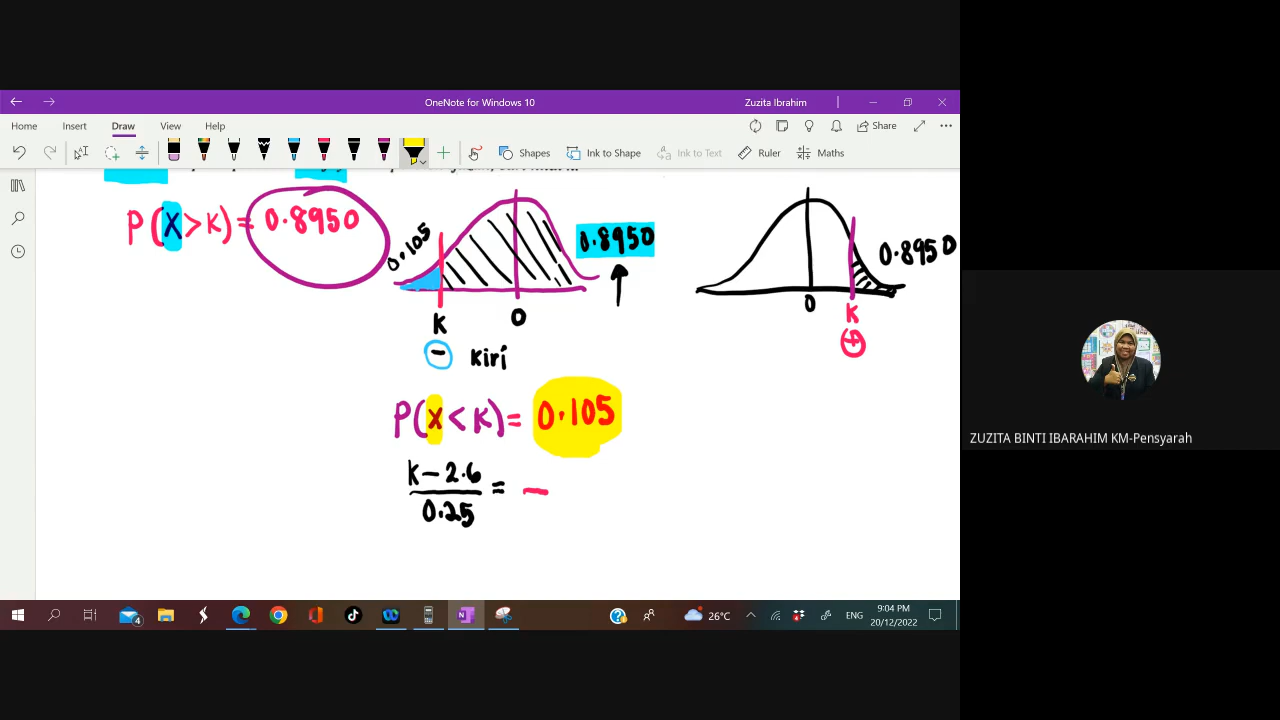 OneNote for Windows 10
Zuzita Ibrahim
Home Insert Draw View Help
Share
Shapes
Ink to Shape
Ink to Text
Ruler
Maths
P(X>K)= 0.8950
0.105
0.8950
K
0
- kiri
0.8950
0
K
+
P(X<K)= 0.105
K-2.6
0.25
= -
ZUZITA BINTI IBARAHIM KM-Pensyarah
4
26°C
ENG
9:04 PM
20/12/2022